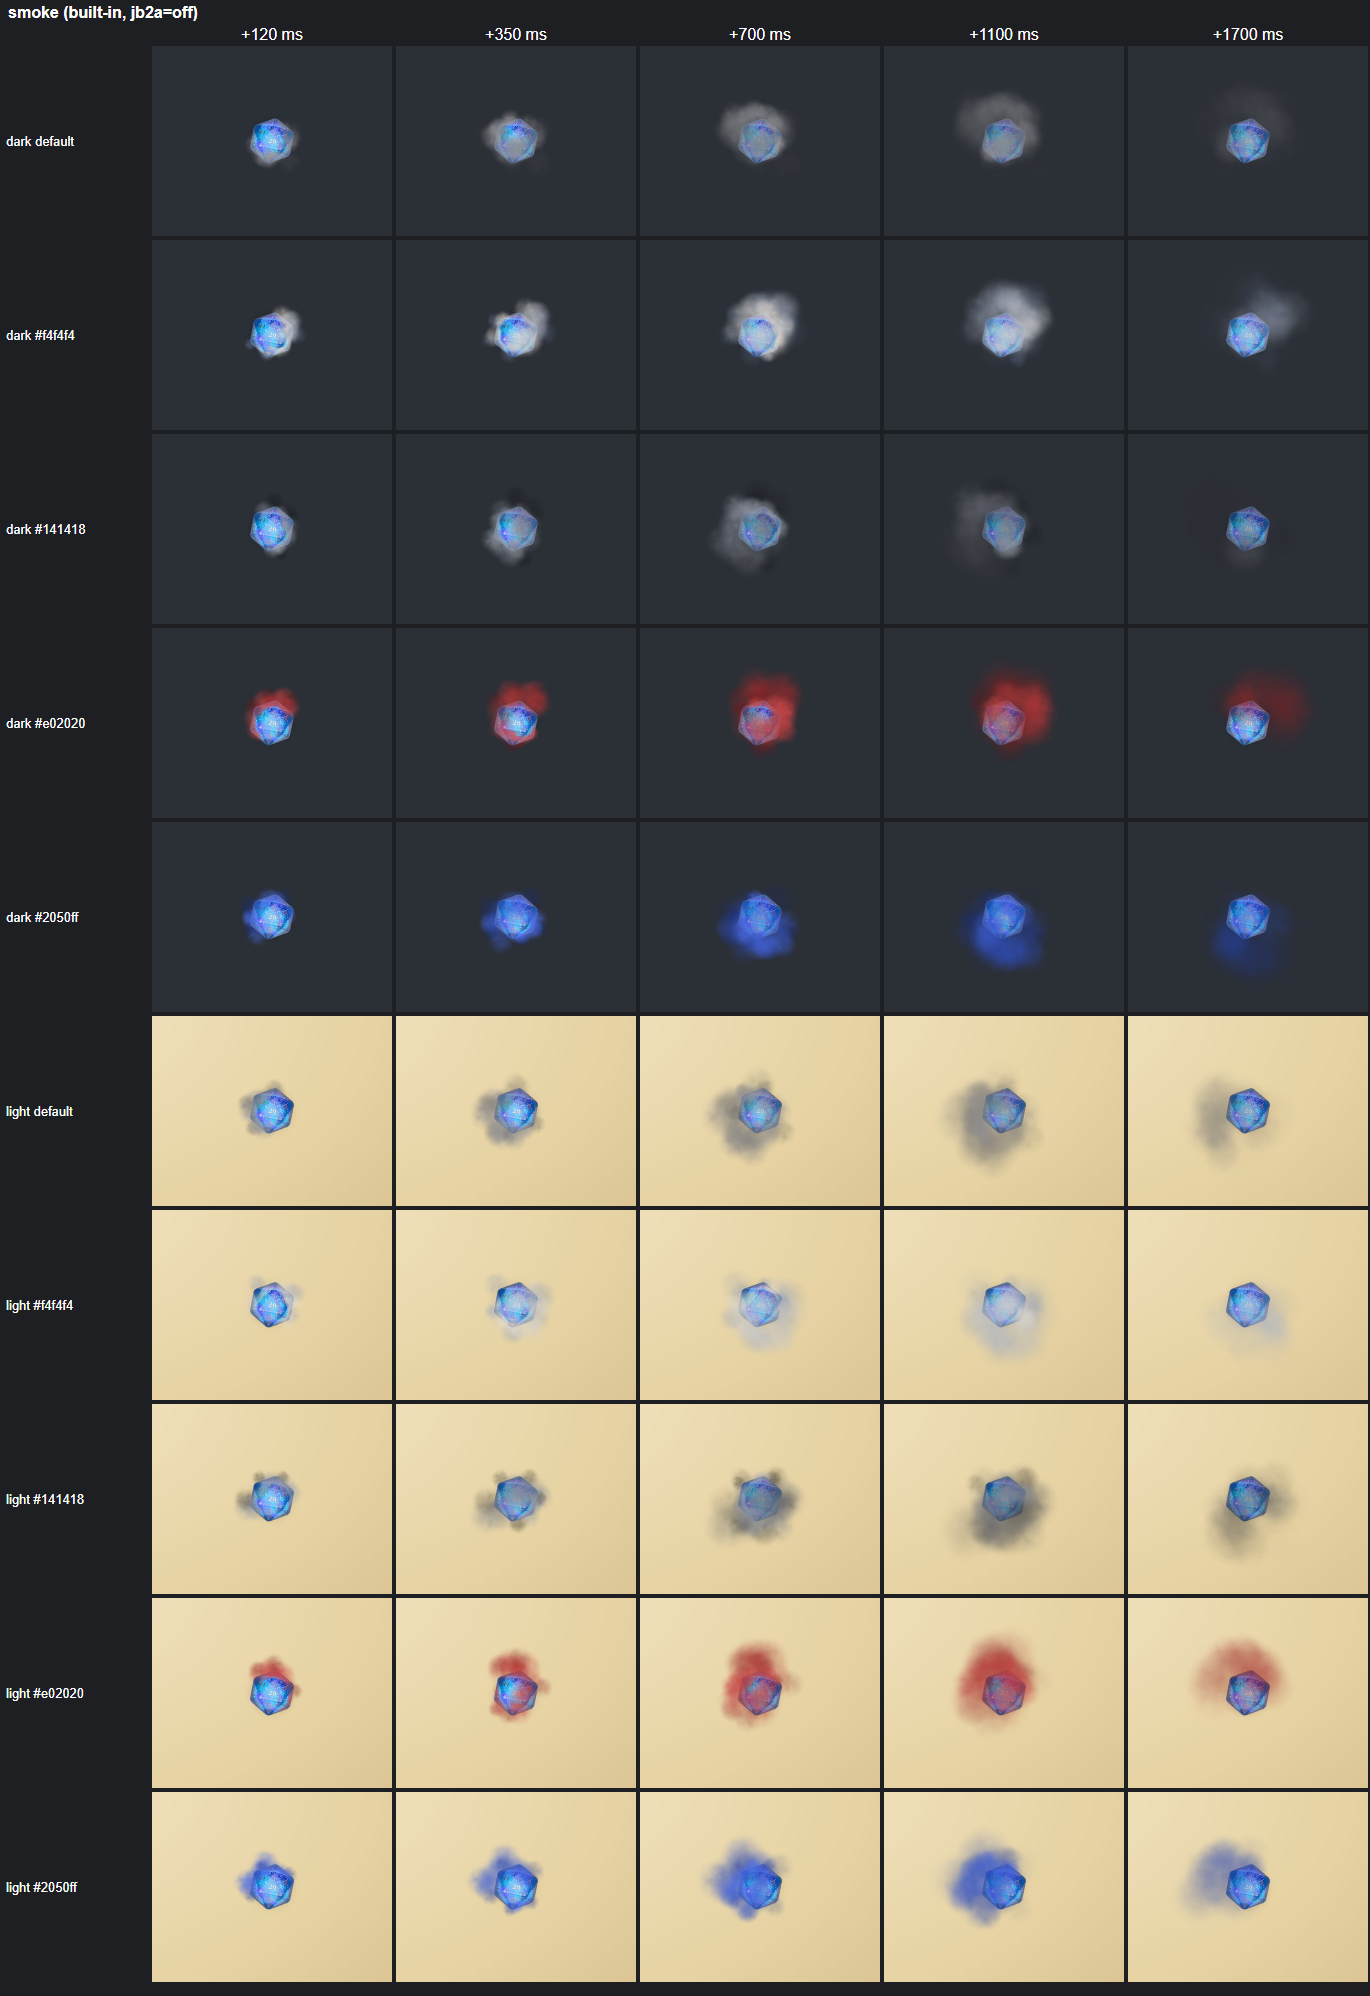 smoke (built-in, jb2a=off)
+120 ms +350 ms +700 ms +1100 ms +1700 ms
dark default
dark #f4f4f4
dark #141418
dark #e02020
dark #2050ff
light default
light #f4f4f4
light #141418
light #e02020
light #2050ff